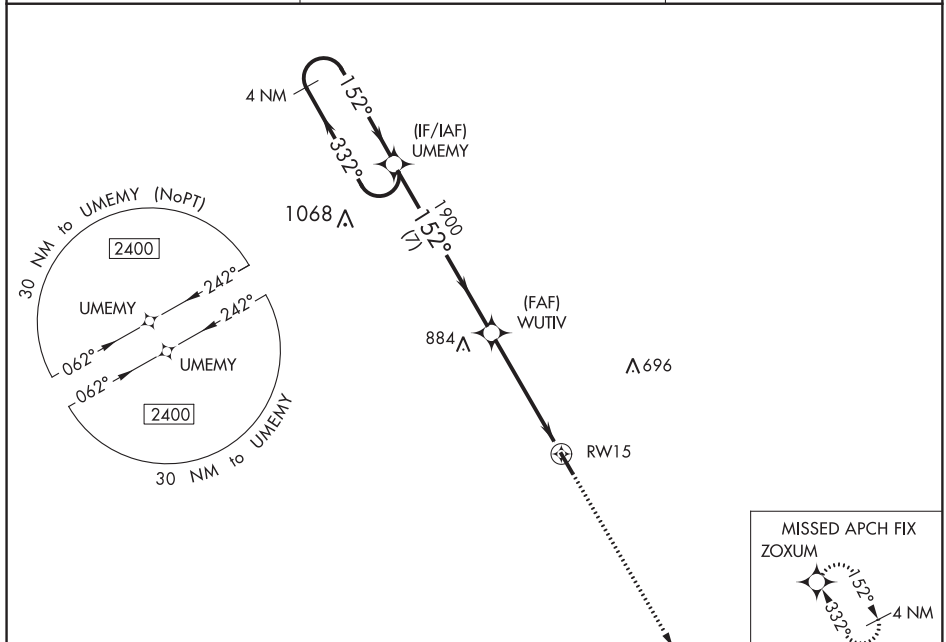 4 NM
152°
332°
(IF/IAF)
UMEMY
1068
1900
152°
(7)
30 NM to UMEMY (NoPT)
2400
242°
UMEMY
062°
242°
062°
UMEMY
2400
30 NM to UMEMY
(FAF)
WUTIV
884
696
RW15
MISSED APCH FIX
ZOXUM
152°
332°
4 NM